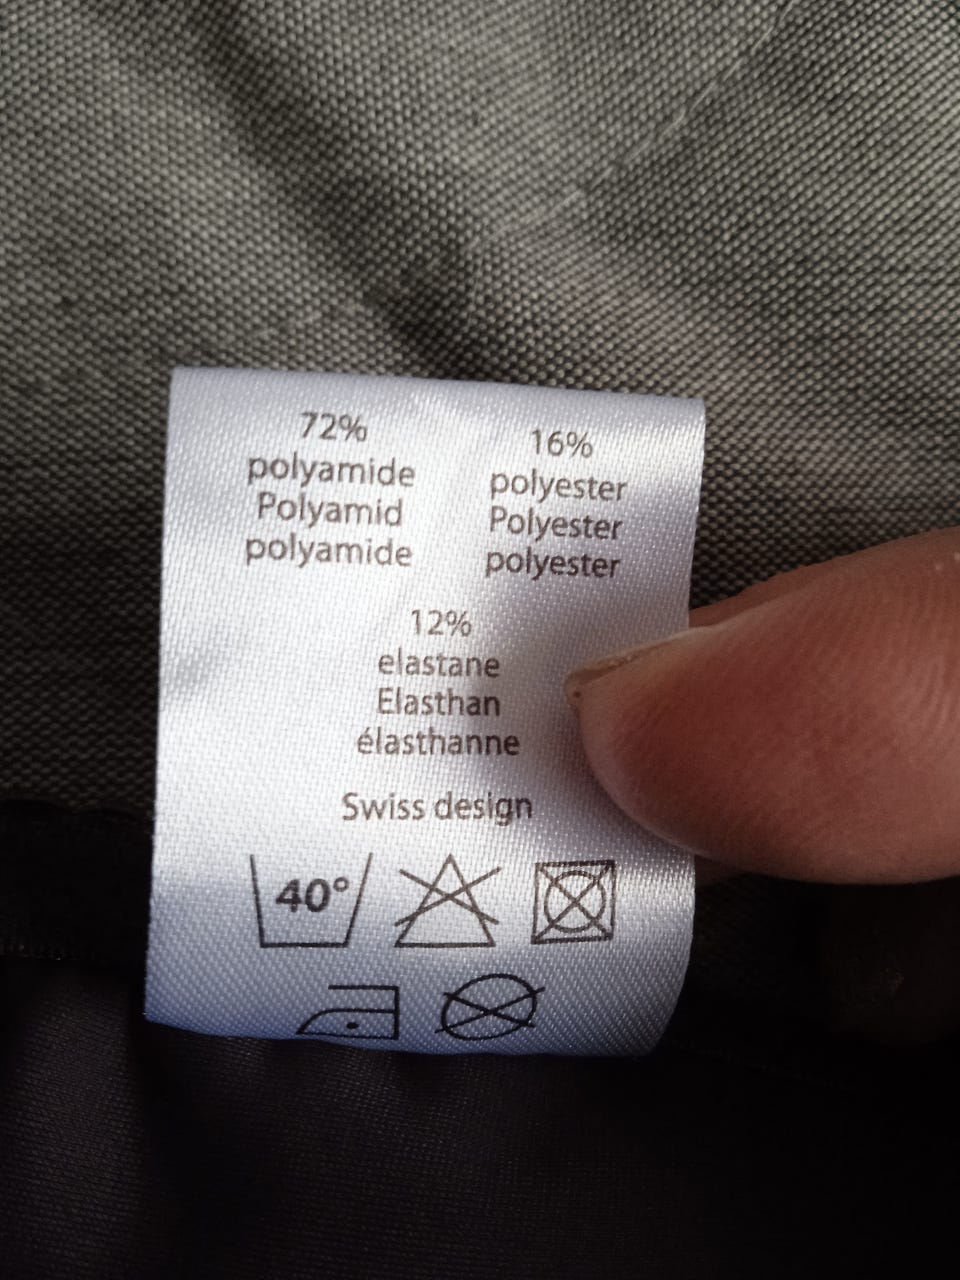 72%
polyamide
Polyamid
polyamide
16%
polyester
Polyester
polyester
12%
elastane
Elasthan
élasthanne
Swiss design
40°